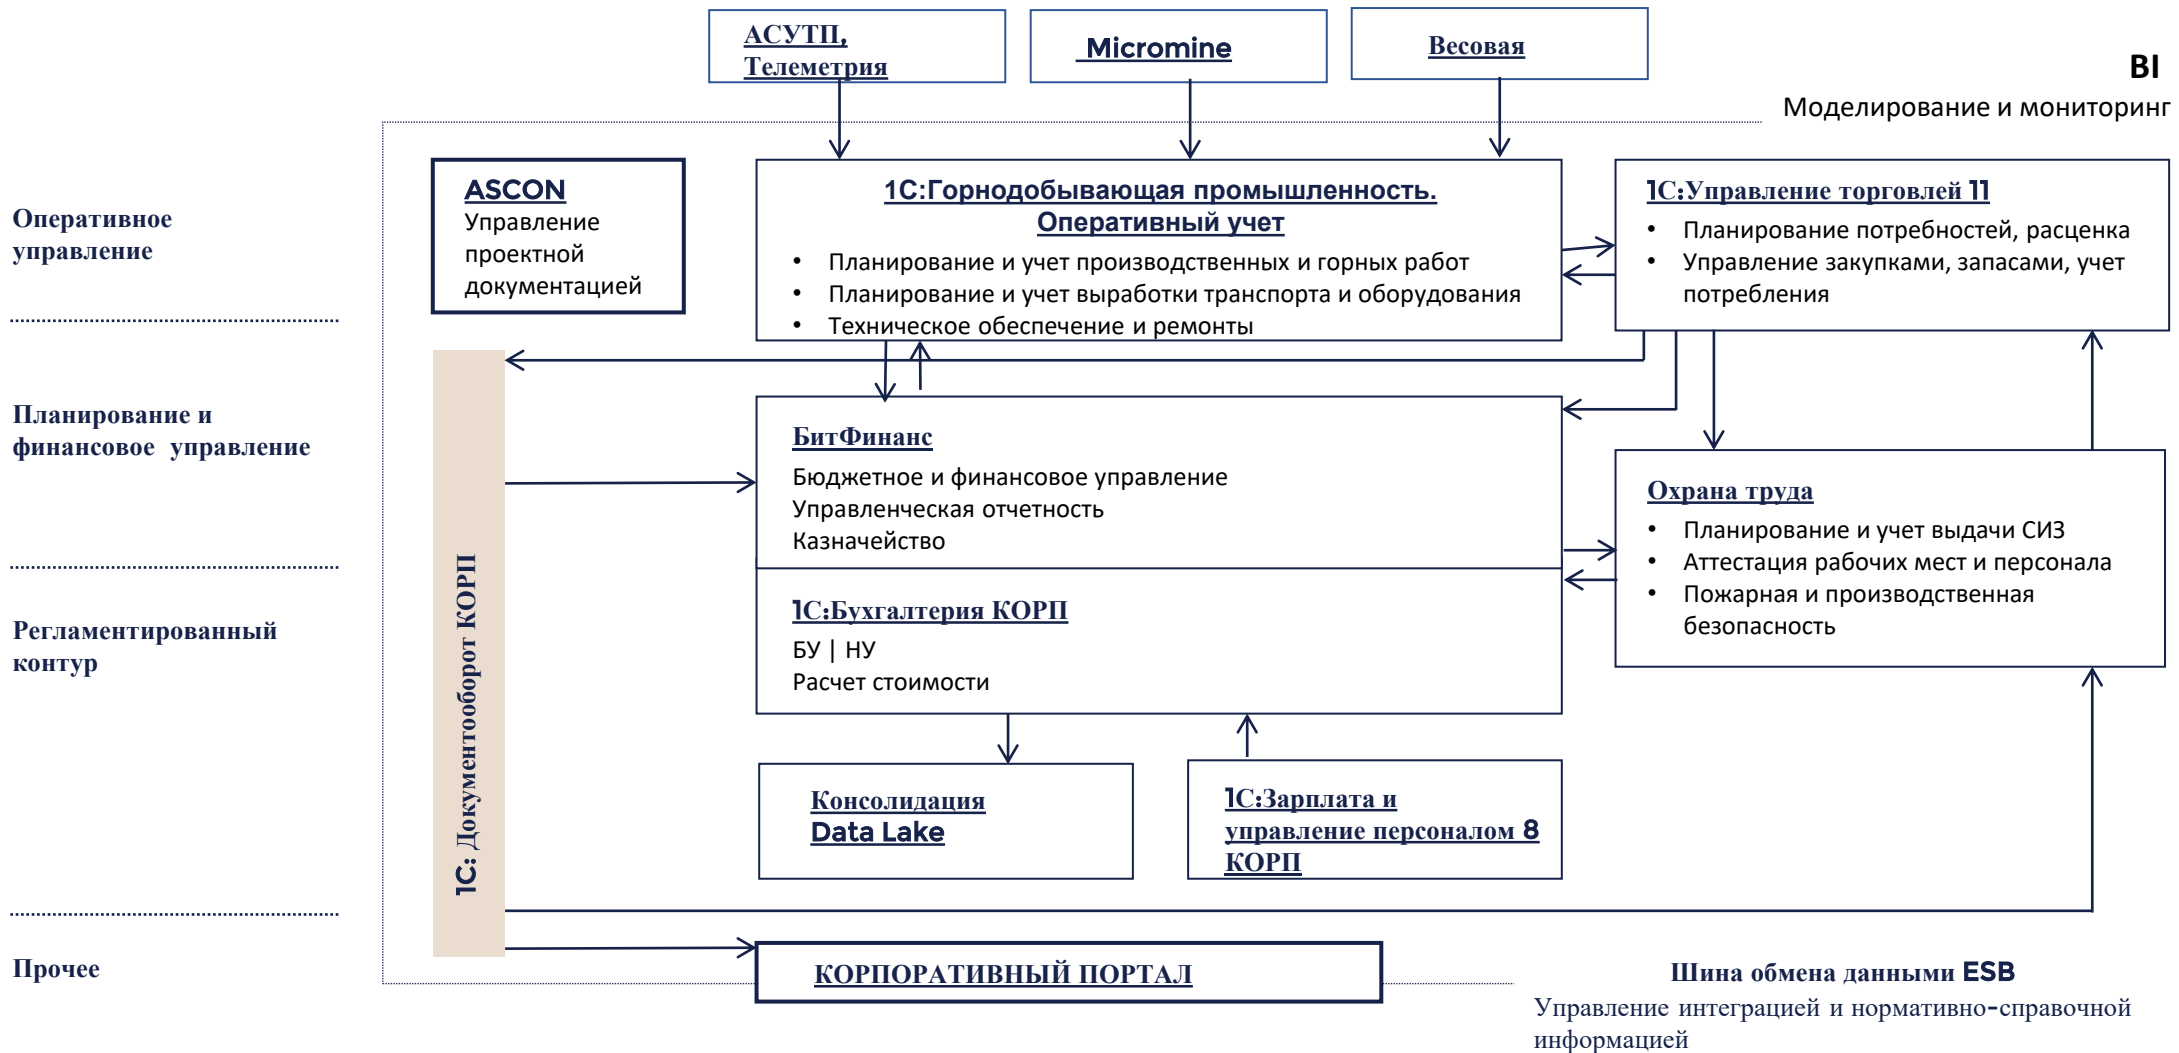 АСУТП,
Телеметрия
Micromine
Весовая
BI
Моделирование и мониторинг
Оперативное
управление
ASCON
Управление
проектной
документацией
1С:Горнодобывающая промышленность.
Оперативный учет
• Планирование и учет производственных и горных работ
• Планирование и учет выработки транспорта и оборудования
• Техническое обеспечение и ремонты
1С:Управление торговлей 11
• Планирование потребностей, расценка
• Управление закупками, запасами, учет
потребления
Планирование и
финансовое управление
БитФинанс
Бюджетное и финансовое управление
Управленческая отчетность
Казначейство
Охрана труда
• Планирование и учет выдачи СИЗ
• Аттестация рабочих мест и персонала
• Пожарная и производственная
безопасность
Регламентированный
контур
1С: Документооборот КОРП
1С:Бухгалтерия КОРП
БУ | НУ
Расчет стоимости
Консолидация
Data Lake
1С:Зарплата и
управление персоналом 8
КОРП
Прочее
КОРПОРАТИВНЫЙ ПОРТАЛ
Шина обмена данными ESB
Управление интеграцией и нормативно-справочной
информацией